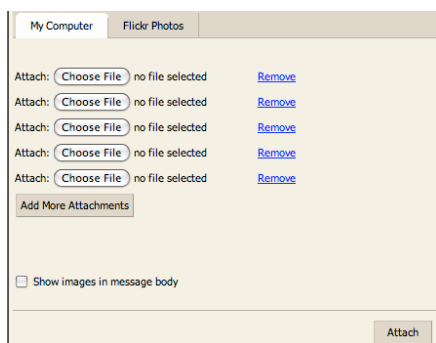 My Computer Flickr Photos
Attach: Choose File no file selected Remove
Attach: Choose File no file selected Remove
Attach: Choose File no file selected Remove
Attach: Choose File no file selected Remove
Attach: Choose File no file selected Remove
Add More Attachments
Show images in message body
Attach